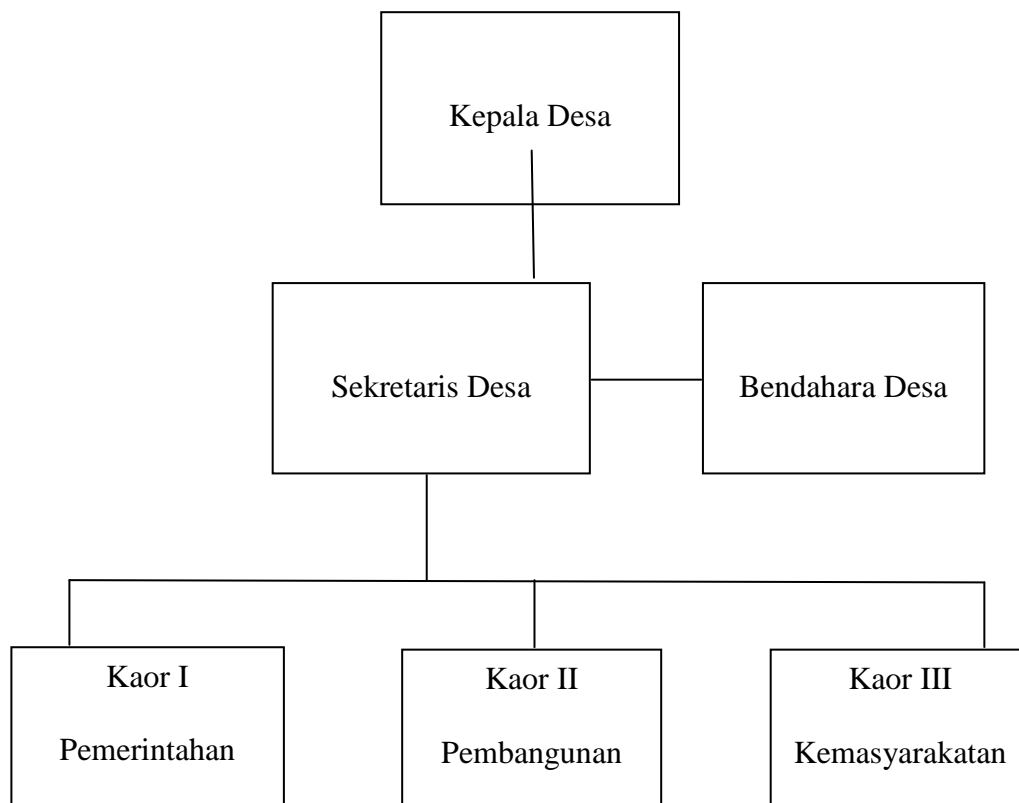 Kepala Desa
Sekretaris Desa
Bendahara Desa
Kaor I
Pemerintahan
Kaor II
Pembangunan
Kaor III
Kemasyarakatan